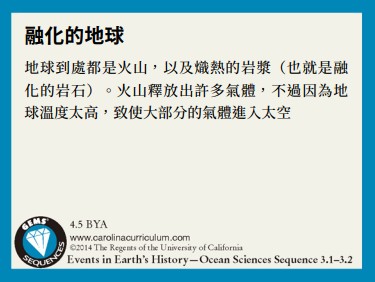 融化的地球
地球到處都是火山，以及熾熱的岩漿（也就是融
化的岩石）。火山釋放出許多氣體，不過因為地
球溫度太高，致使大部分的氣體進入太空
GEMS®
SEQUENCES
4.5 BYA
www.carolinacurriculum.com
©2014 The Regents of the University of California
Events in Earth's History—Ocean Sciences Sequence 3.1–3.2